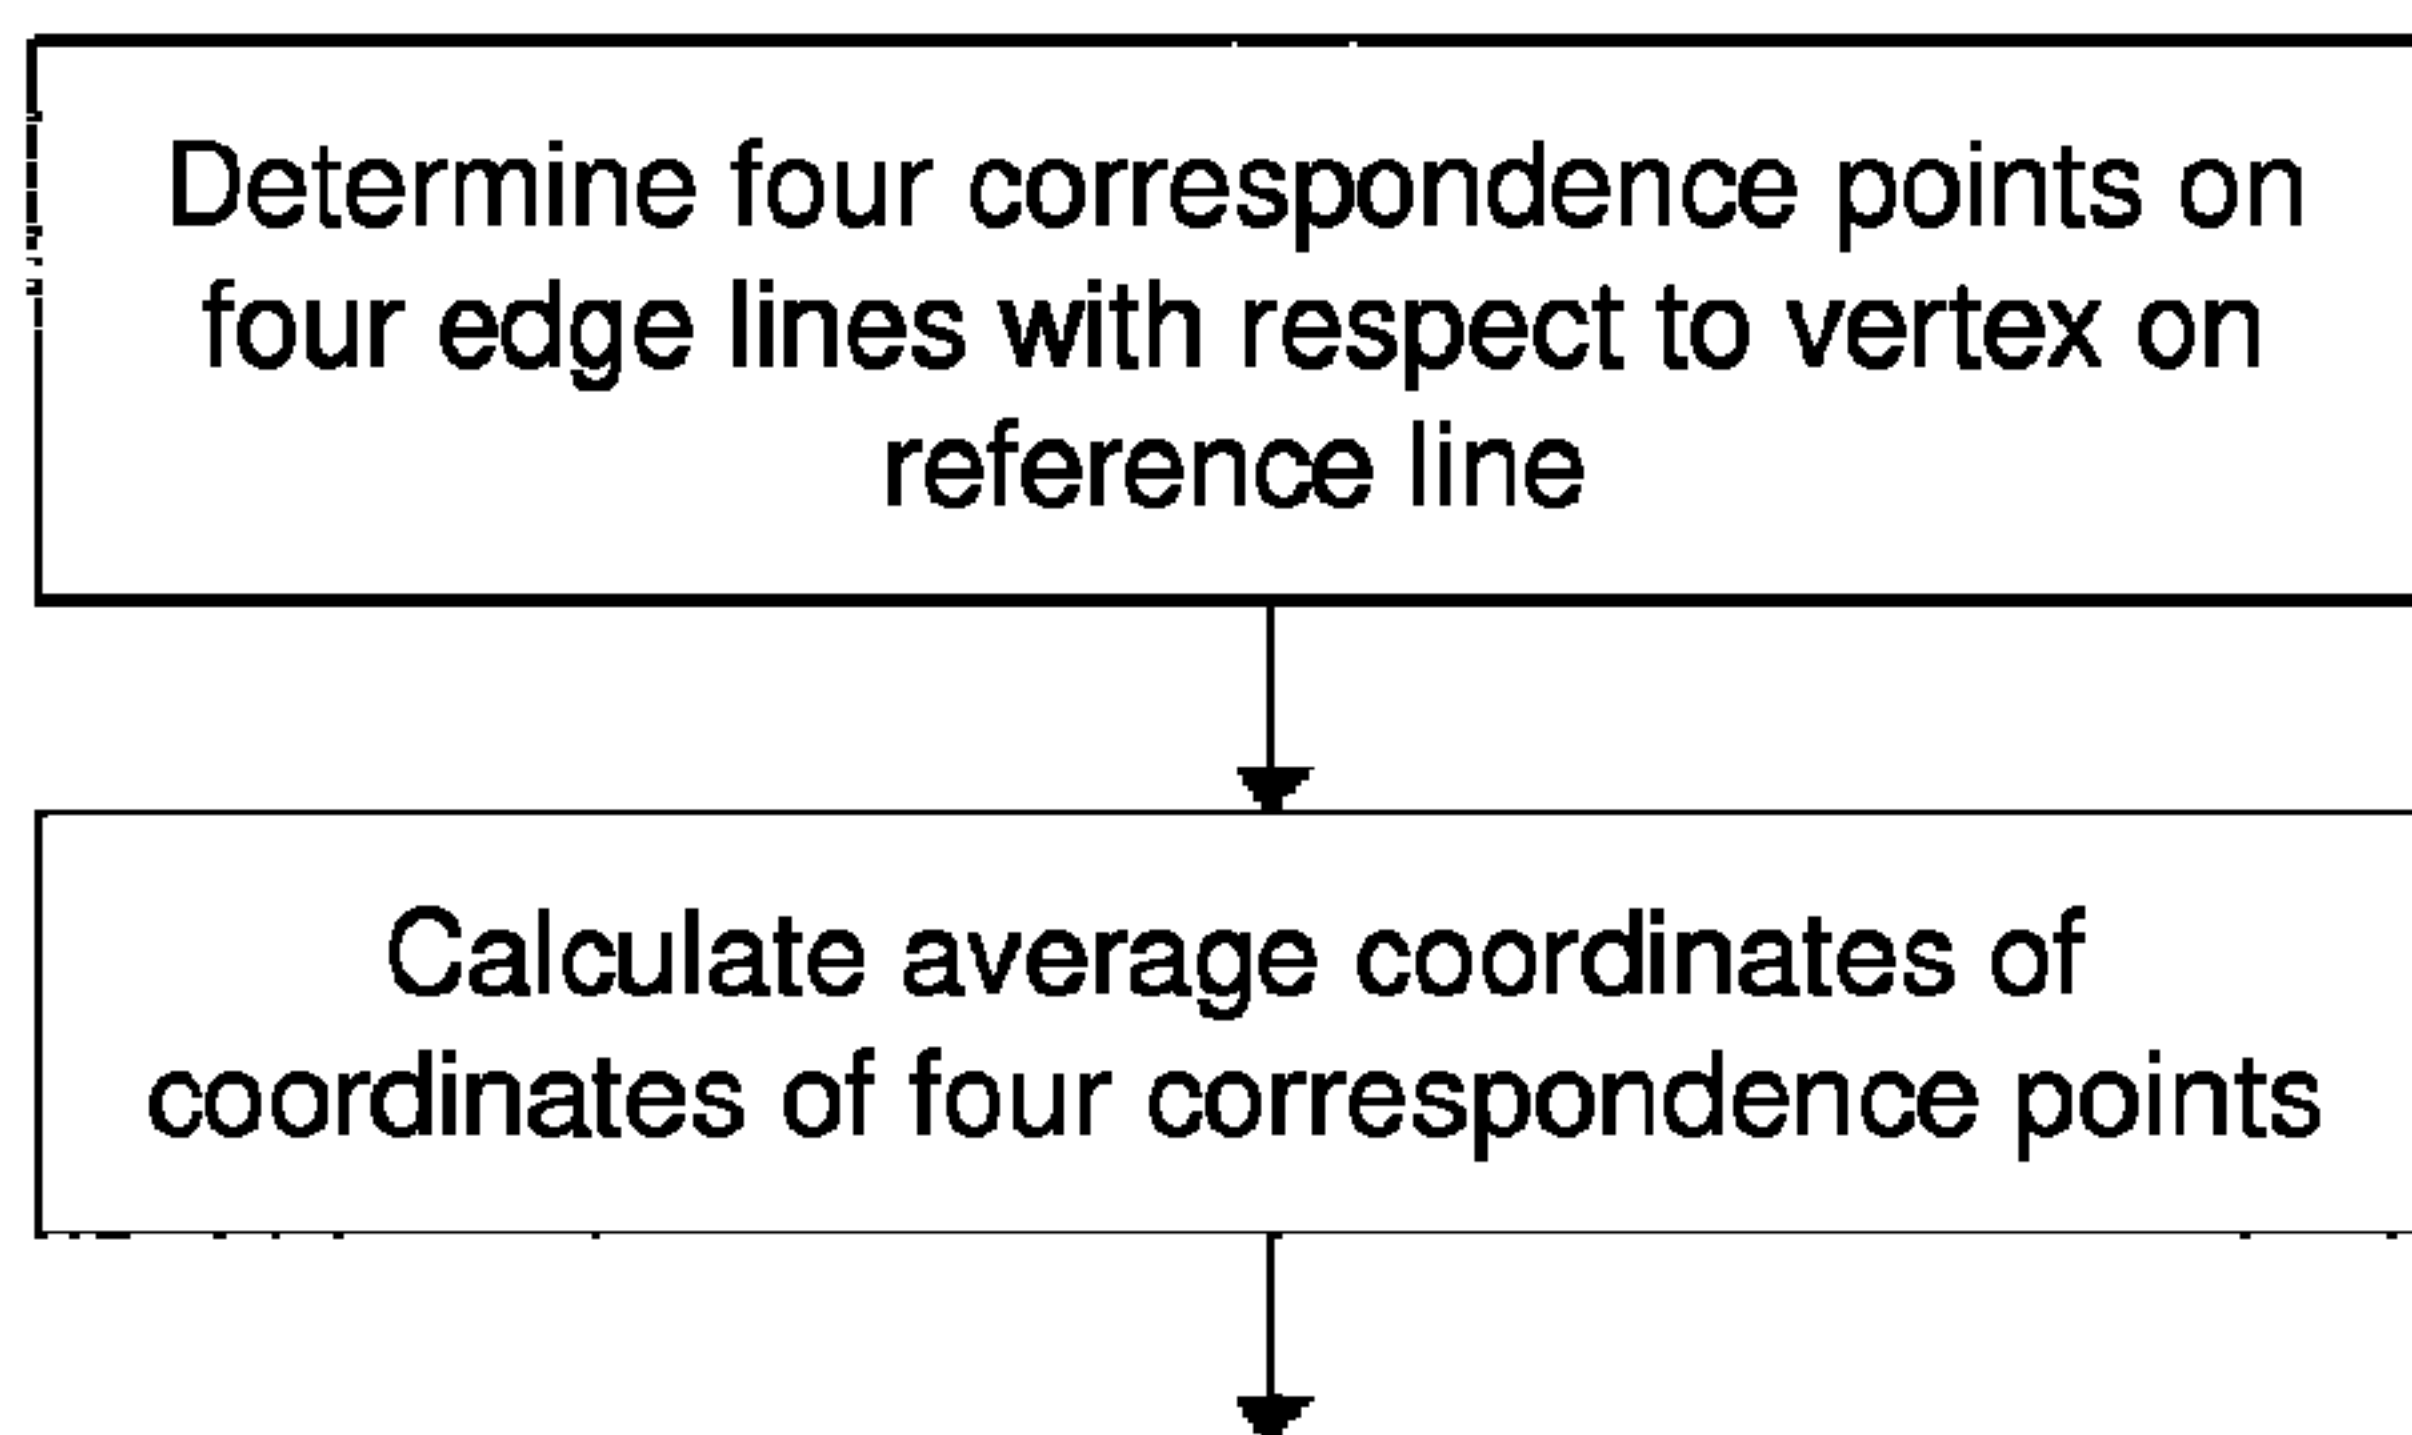 Determine four correspondence points on
four edge lines with respect to vertex on
reference line
Calculate average coordinates of
coordinates of four correspondence points